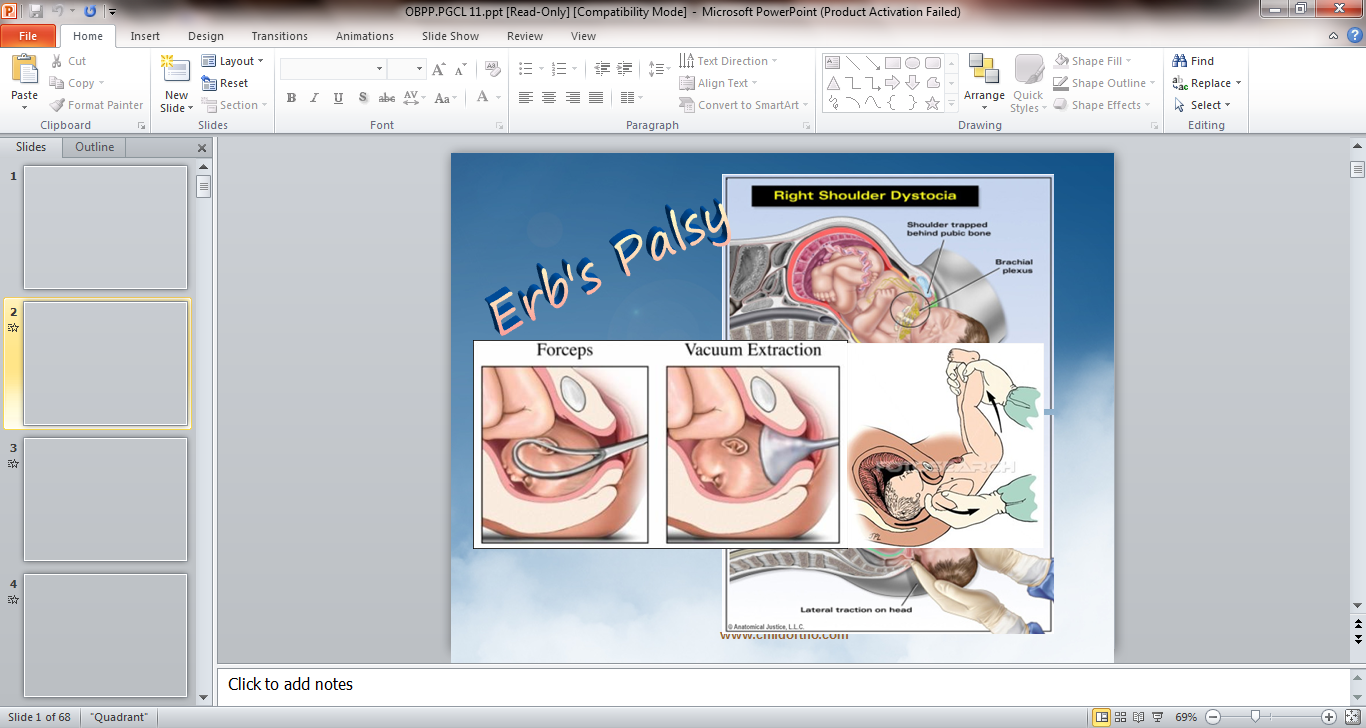 OBPP.PGCL 11.ppt [Read-Only] [Compatibility Mode] - Microsoft PowerPoint (Product Activation Failed)
File Home Insert Design Transitions Animations Slide Show Review View
Paste
Cut
Copy
Format Painter
Clipboard
New
Slide
Layout
Reset
Section
Slides
B I U S abc AV Aa A
Font
Text Direction
Align Text
Convert to SmartArt
Paragraph
Arrange
Quick
Styles
Shape Fill
Shape Outline
Shape Effects
Drawing
Find
Replace
Select
Editing
Slides Outline
1
2
3
4
Erb's Palsy
Right Shoulder Dystocia
Shoulder trapped
behind pubic bone
Brachial
plexus
Forceps
Vacuum Extraction
Lateral traction on head
© Anatomical Justice, L.L.C.
Click to add notes
Slide 1 of 68 "Quadrant" 69%